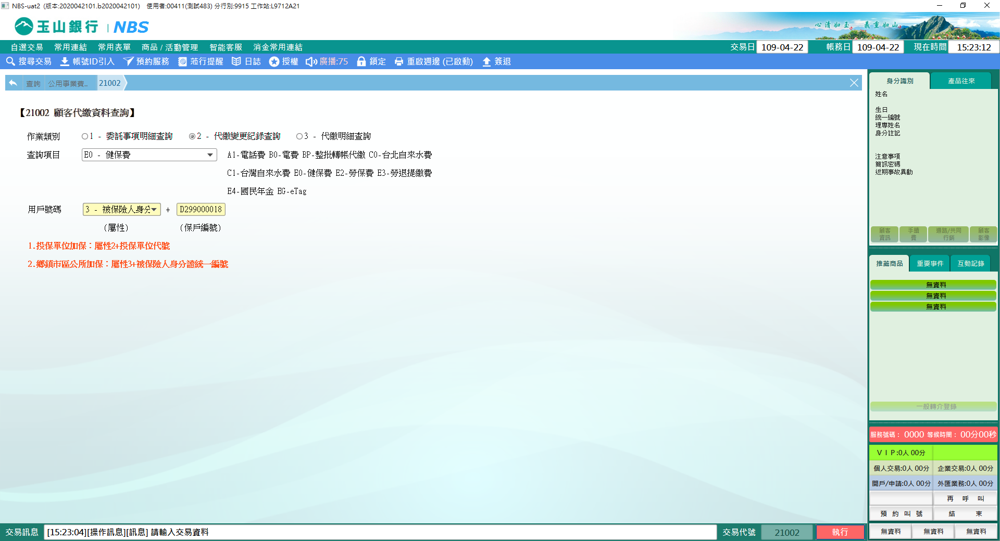 NBS-uat2 (版本:2020042101.b2020042101) 使用者:00411(測試483) 分行別:9915 工作站:L9712A21
玉山銀行 | NBS
心清如玉 義重如山
自選交易 常用連結 常用表單 商品 / 活動管理 智能客服 消金常用連結 交易日 109-04-22 帳務日 109-04-22 現在時間 15:23:12
搜尋交易 帳號ID引入 預約服務 蒞行提醒 日誌 授權 廣播:75 鎖定 重啟週邊 (已啟動) 簽退
查詢 公用事業費.. 21002
【21002 顧客代繳資料查詢】
作業類別 1 - 委託事項明細查詢 2 - 代繳變更紀錄查詢 3 - 代繳明細查詢
查詢項目 E0 - 健保費 A1-電話費 B0-電費 BP-整批轉帳代繳 C0-台北自來水費
C1-台灣自來水費 E0-健保費 E2-勞保費 E3-勞退提繳費
E4-國民年金 EG-eTag
用戶號碼 3 - 被保險人身分 + D299000018
(屬性) (保戶編號)
1.投保單位加保：屬性2+投保單位代號
2.鄉鎮市區公所加保：屬性3+被保險人身分證統一編號
身分識別 產品往來
姓名
生日
統一編號
理專姓名
身分註記
注意事項
簡訊密碼
近期事故異動
顧客資訊 手續費 通路/共同行銷 顧客影像
推薦商品 重要事件 互動記錄
無資料
無資料
無資料
一般轉介登錄
服務號碼： 0000 等候時間： 00分00秒
ＶＩＰ:0人 00分
個人交易:0人 00分 企業交易:0人 00分
開戶/申請:0人 00分 外匯業務:0人 00分
再 呼 叫
預 約 叫 號 結 束
無資料 無資料 無資料
交易訊息 [15:23:04][操作訊息][訊息] 請輸入交易資料 交易代號 21002 執行